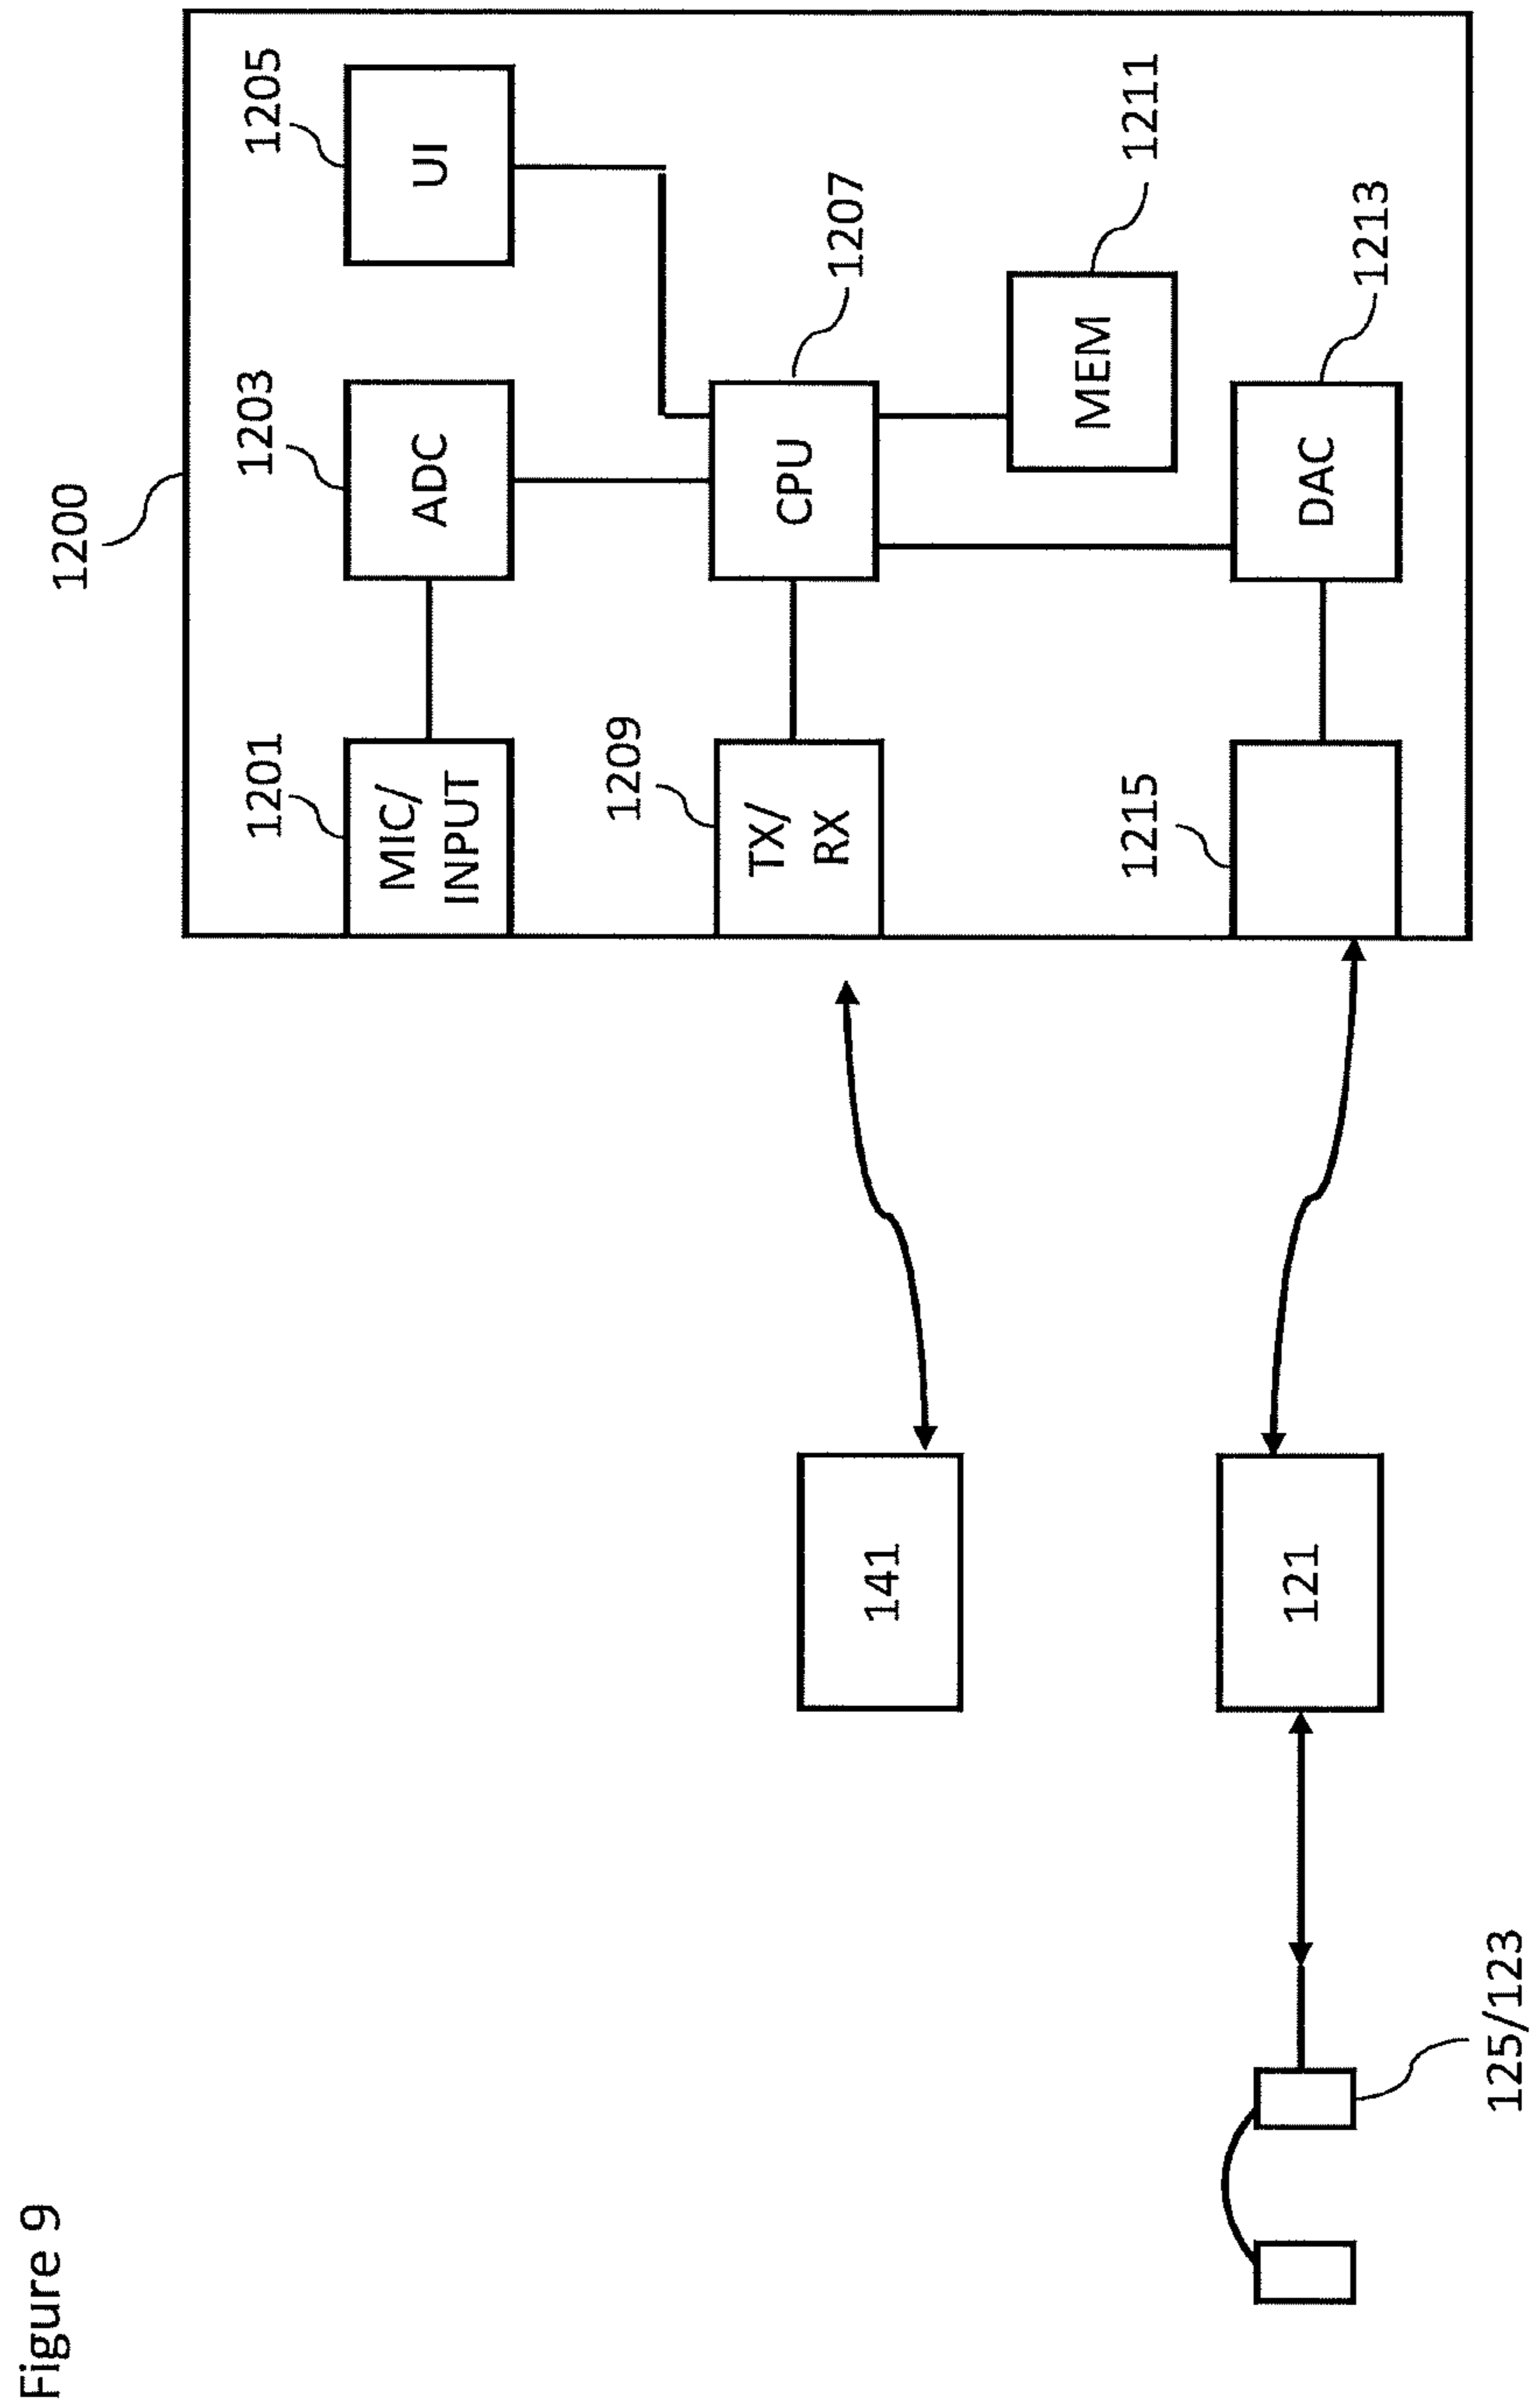 Figure 9
1200
1201
1203
1205
MIC/
INPUT
ADC
UI
1209
TX/
RX
CPU
1207
141
MEM
1211
1215
121
DAC
1213
125/123